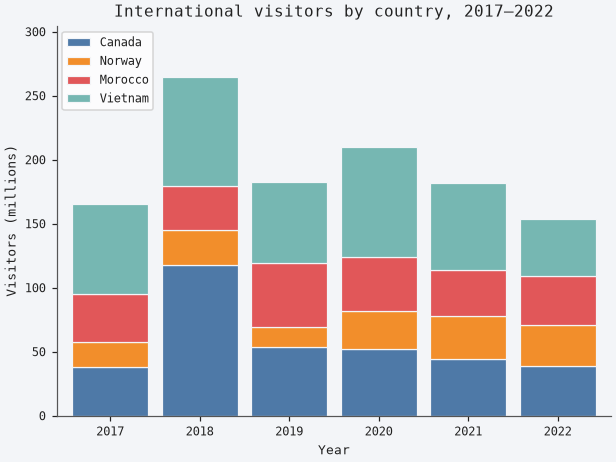 International visitors by country, 2017–2022
Visitors (millions)
300
250
200
150
100
50
0
Canada
Norway
Morocco
Vietnam
2017 2018 2019 2020 2021 2022
Year